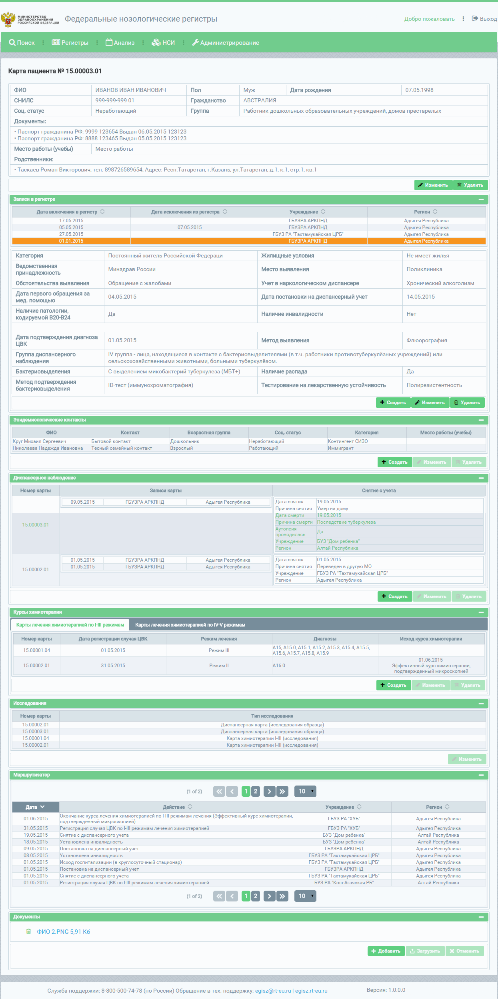 МИНИСТЕРСТВО
ЗДРАВООХРАНЕНИЯ
РОССИЙСКОЙ ФЕДЕРАЦИИ
Федеральные нозологические регистры
Добро пожаловать Выход
Поиск Регистры Анализ НСИ Администрирование
Карта пациента № 15.00003.01
ФИО ИВАНОВ ИВАН ИВАНОВИЧ Пол Муж Дата рождения 07.05.1998
СНИЛС 999-999-999 01 Гражданство АВСТРАЛИЯ
Соц. статус Неработающий Группа Работник дошкольных образовательных учреждений, домов престарелых
Документы:
• Паспорт гражданина РФ: 9999 123654 Выдан 06.05.2015 123123
• Паспорт гражданина РФ: 8888 123465 Выдан 05.05.2015 123123
Место работы (учебы) Место работы
Родственники:
• Таскаев Роман Викторович, тел. 898726589654, Адрес: Респ.Татарстан, г.Казань, ул.Татарстан, д.1, к.1, стр.1, кв.1
Изменить Удалить
Записи в регистре
Дата включения в регистр Дата исключения из регистра Учреждение Регион
17.05.2015 ГБУЗРА АРКПНД Адыгея Республика
05.05.2015 07.05.2015 ГБУЗРА АРКПНД Адыгея Республика
27.05.2015 ГБУЗ РА "Тахтамукайская ЦРБ" Адыгея Республика
01.01.2015 ГБУЗРА АРКПНД Адыгея Республика
Категория Постоянный житель Российской Федераци Жилищные условия Не имеет жилья
Ведомственная
принадлежность Минздрав России Место выявления Поликлиника
Обстоятельства выявления Обращение с жалобами Учет в наркологическом диспансере Хронический алкоголизм
Дата первого обращения за
мед. помощью 04.05.2015 Дата постановки на диспансерный учет 14.05.2015
Наличие патологии,
кодируемой B20-B24 Да Наличие инвалидности Нет
Дата подтверждения диагноза
ЦВК 01.05.2015 Метод выявления Флюорография
Группа диспансерного IV группа - лица, находящиеся в контакте с бактериовыделителями (в т.ч. работники противотуберкулёзных учреждений) или
наблюдения сельскохозяйственными животными, больными туберкулёзом.
Бактериовыделения С выделением микобактерий туберкулеза (МБТ+) Наличие распада Да
Метод подтверждения
бактериовыделения ID-тест (иммунохроматография) Тестирование на лекарственную устойчивость Полирезистентность
Создать Изменить Удалить
Эпидемиологические контакты
ФИО Контакт Возрастная группа Соц. статус Категория Место работы (учебы)
Круг Михаил Сергеевич Бытовой контакт Дошкольник Неработающий Контингент СИЗО
Николаева Надежда Ивановна Тесный семейный контакт Взрослый Работающий Иммигрант
Создать Изменить Удалить
Диспансерное наблюдение
Номер карты Записи карты Снятие с учета
15.00003.01 09.05.2015 ГБУЗРА АРКПНД Адыгея Республика
Дата снятия 19.05.2015
Причина снятия Умер на дому
Дата смерти 19.05.2015
Причина смерти Последствие туберкулеза
Аутопсия
проводилась Да
Учреждение БУЗ "Дом ребенка"
Регион Алтай Республика
15.00002.01 01.05.2015 ГБУЗРА АРКПНД Адыгея Республика
01.05.2015 ГБУЗРА АРКПНД Адыгея Республика
Дата снятия 01.05.2015
Причина снятия Переведен в другую МО
Учреждение ГБУЗ РА "Тахтамукайская ЦРБ"
Регион Адыгея Республика
Создать Изменить Удалить
Курсы химиотерапии
Карты лечения химиотерапией по I-III режимам Карты лечения химиотерапией по IV-V режимам
Номер карты Дата регистрации случая ЦВК Режим лечения Диагнозы Исход курса химиотерапии
15.00001.04 01.05.2015 Режим III A15, A15.0, A15.1, A15.2, A15.3, A15.4, A15.5,
A15.6, A15.7, A15.8, A15.9
15.00002.01 31.05.2015 Режим II A16.0 01.06.2015
Эффективный курс химиотерапии,
подтвержденный микроскопией
Создать Изменить Удалить
Исследования
Номер карты Тип исследования
15.00002.01 Диспансерная карта (исследования образца)
15.00003.01 Диспансерная карта (исследования образца)
15.00001.04 Карта химиотерапии I-III (исследования)
15.00002.01 Карта химиотерапии I-III (исследования)
Изменить
Маршрутизатор
(1 of 2) 1 2 10
Дата Действие Учреждение Регион
01.06.2015 Окончание курса лечения химиотерапией по I-III режимам лечения (Эффективный курс химиотерапии,
подтвержденный микроскопией) ГБУЗ РА "ХУБ" Адыгея Республика
31.05.2015 Регистрация случая ЦВК по I-III режимам лечения химиотерапией ГБУЗ РА "ХУБ" Адыгея Республика
19.05.2015 Снятие с диспансерного учета БУЗ "Дом ребенка" Алтай Республика
18.05.2015 Установлена инвалидность БУЗ "Дом ребенка" Алтай Республика
09.05.2015 Постановка на диспансерный учет ГБУЗРА АРКПНД Адыгея Республика
08.05.2015 Установлена инвалидность ГБУЗ РА "Тахтамукайская ЦРБ" Адыгея Республика
01.05.2015 Исход госпитализации (в круглосуточный стационар) ГБУЗ РА "Тахтамукайская ЦРБ" Адыгея Республика
01.05.2015 Постановка на диспансерный учет ГБУЗРА АРКПНД Адыгея Республика
01.05.2015 Снятие с диспансерного учета ГБУЗ РА "Тахтамукайская ЦРБ" Адыгея Республика
01.05.2015 Регистрация случая ЦВК по I-III режимам лечения химиотерапией БУЗ РА "Кош-Агачская РБ" Алтай Республика
(1 of 2) 1 2 10
Документы
ФИО 2.PNG 5,91 Кб
Добавить Загрузить Отменить
Служба поддержки: 8-800-500-74-78 (по России) Обращение в тех. поддержку: egisz@rt-eu.ru | egisz.rt-eu.ru Версия: 1.0.0.0